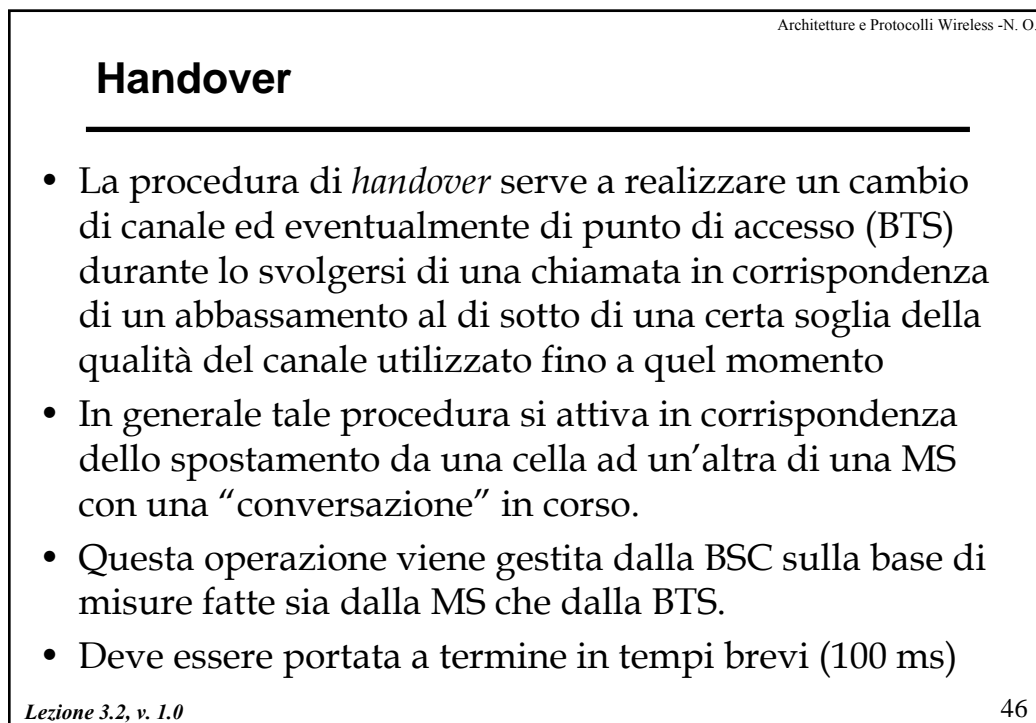 Architetture e Protocolli Wireless -N. O.
Handover
• La procedura di handover serve a realizzare un cambio
di canale ed eventualmente di punto di accesso (BTS)
durante lo svolgersi di una chiamata in corrispondenza
di un abbassamento al di sotto di una certa soglia della
qualità del canale utilizzato fino a quel momento
• In generale tale procedura si attiva in corrispondenza
dello spostamento da una cella ad un'altra di una MS
con una "conversazione" in corso.
• Questa operazione viene gestita dalla BSC sulla base di
misure fatte sia dalla MS che dalla BTS.
• Deve essere portata a termine in tempi brevi (100 ms)
Lezione 3.2, v. 1.0
46